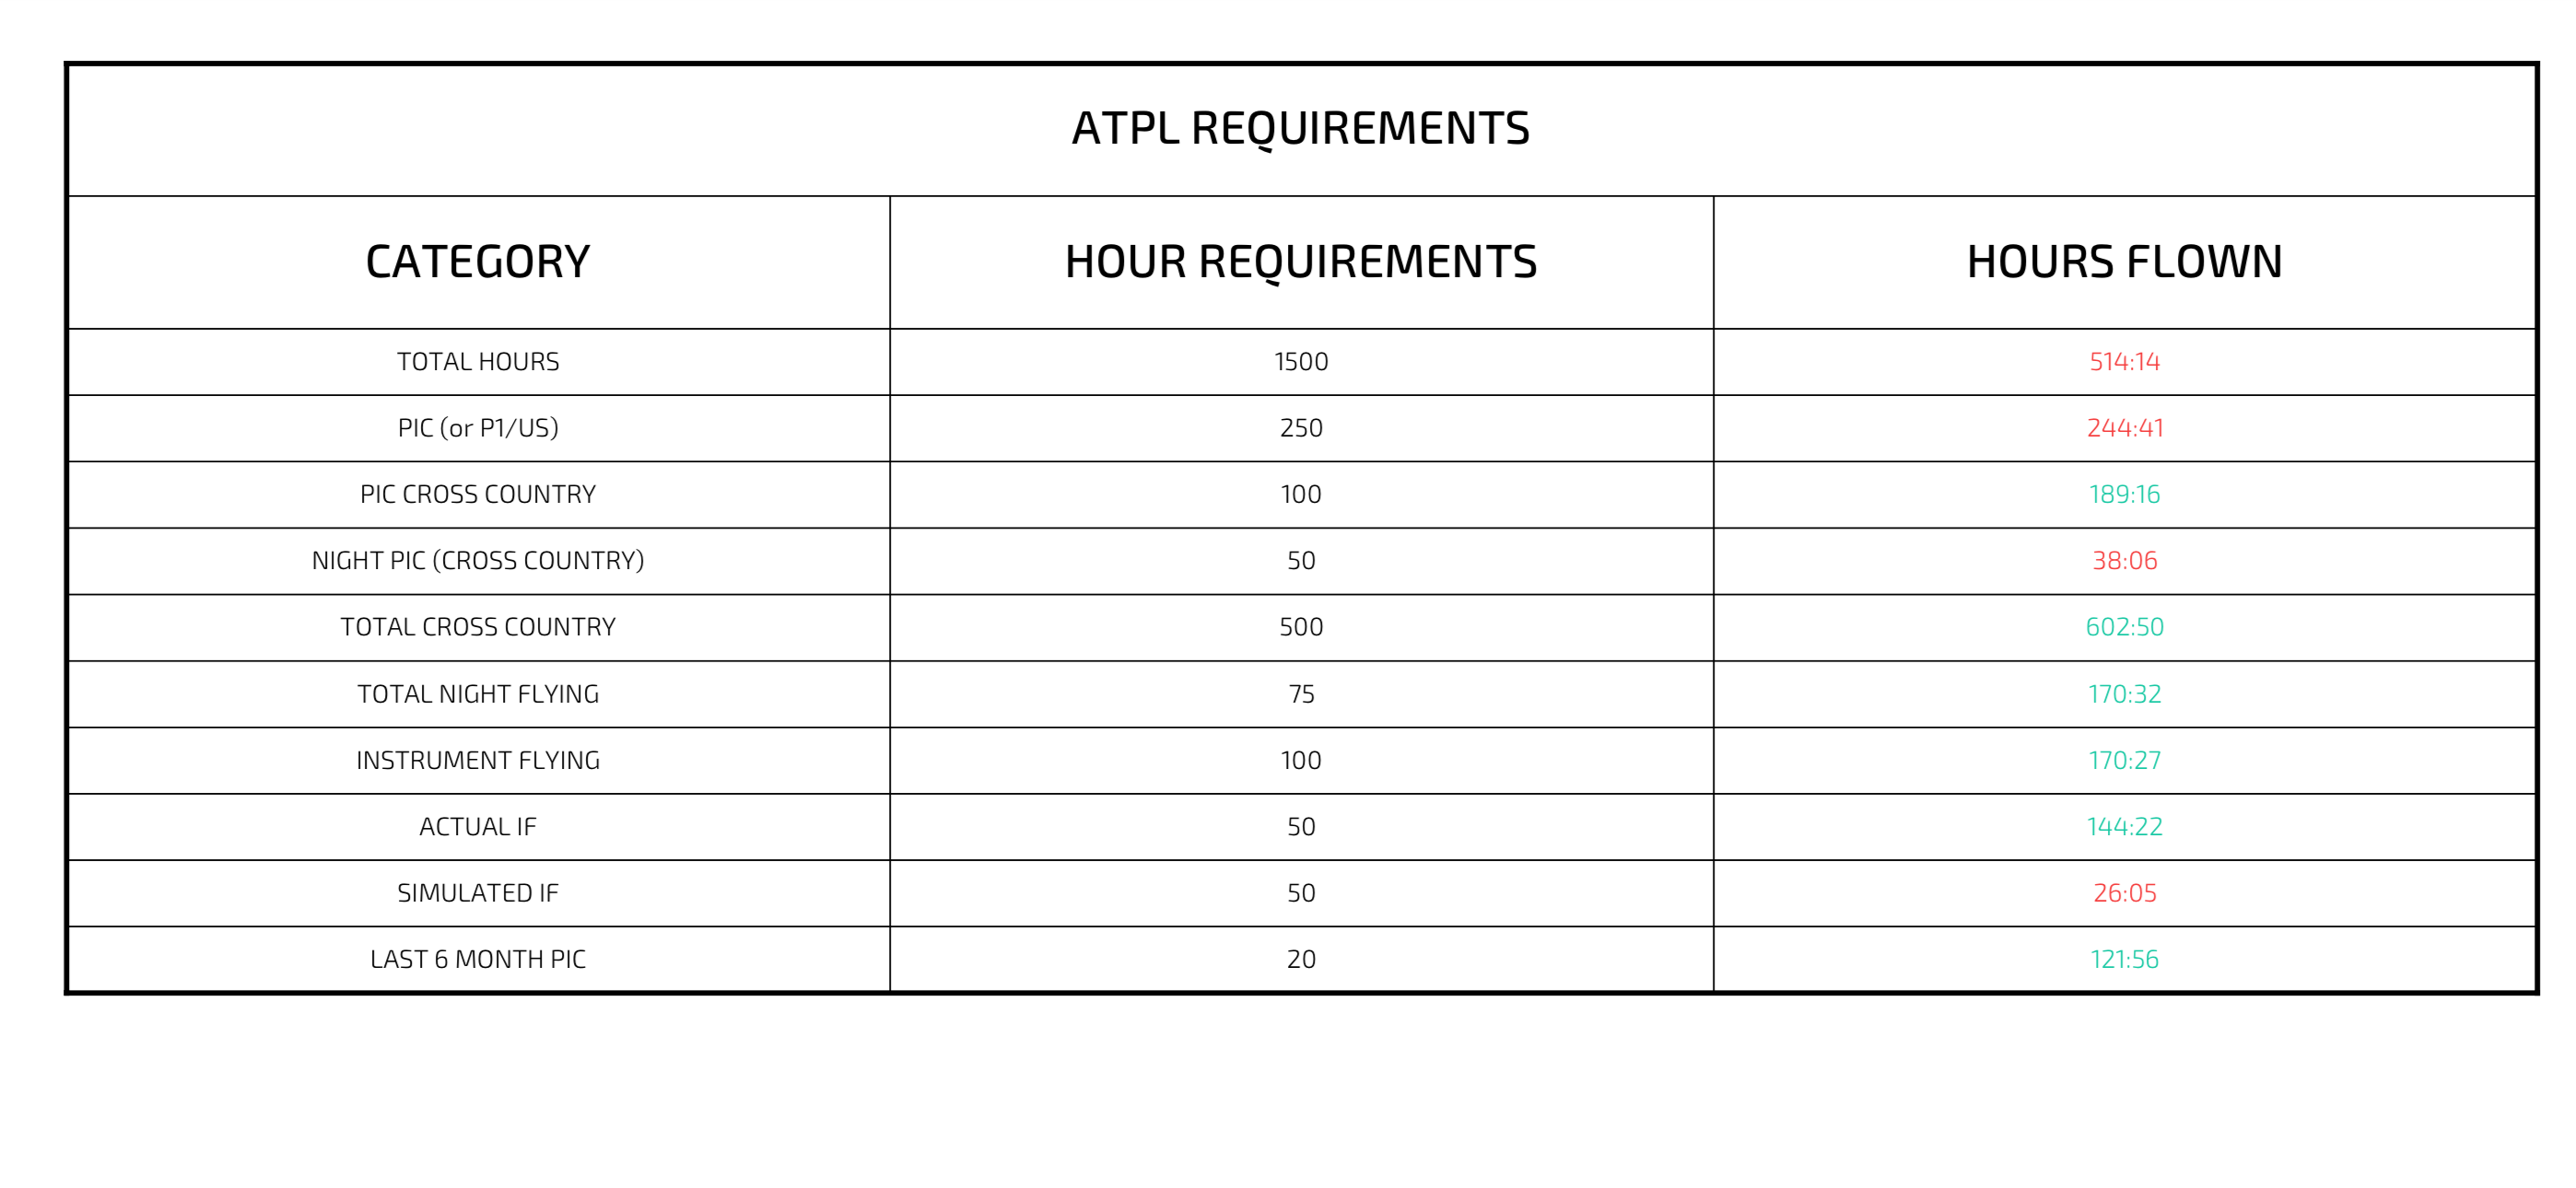 ATPL REQUIREMENTS
CATEGORY HOUR REQUIREMENTS HOURS FLOWN
TOTAL HOURS 1500 514:14
PIC (or P1/US) 250 244:41
PIC CROSS COUNTRY 100 189:16
NIGHT PIC (CROSS COUNTRY) 50 38:06
TOTAL CROSS COUNTRY 500 602:50
TOTAL NIGHT FLYING 75 170:32
INSTRUMENT FLYING 100 170:27
ACTUAL IF 50 144:22
SIMULATED IF 50 26:05
LAST 6 MONTH PIC 20 121:56